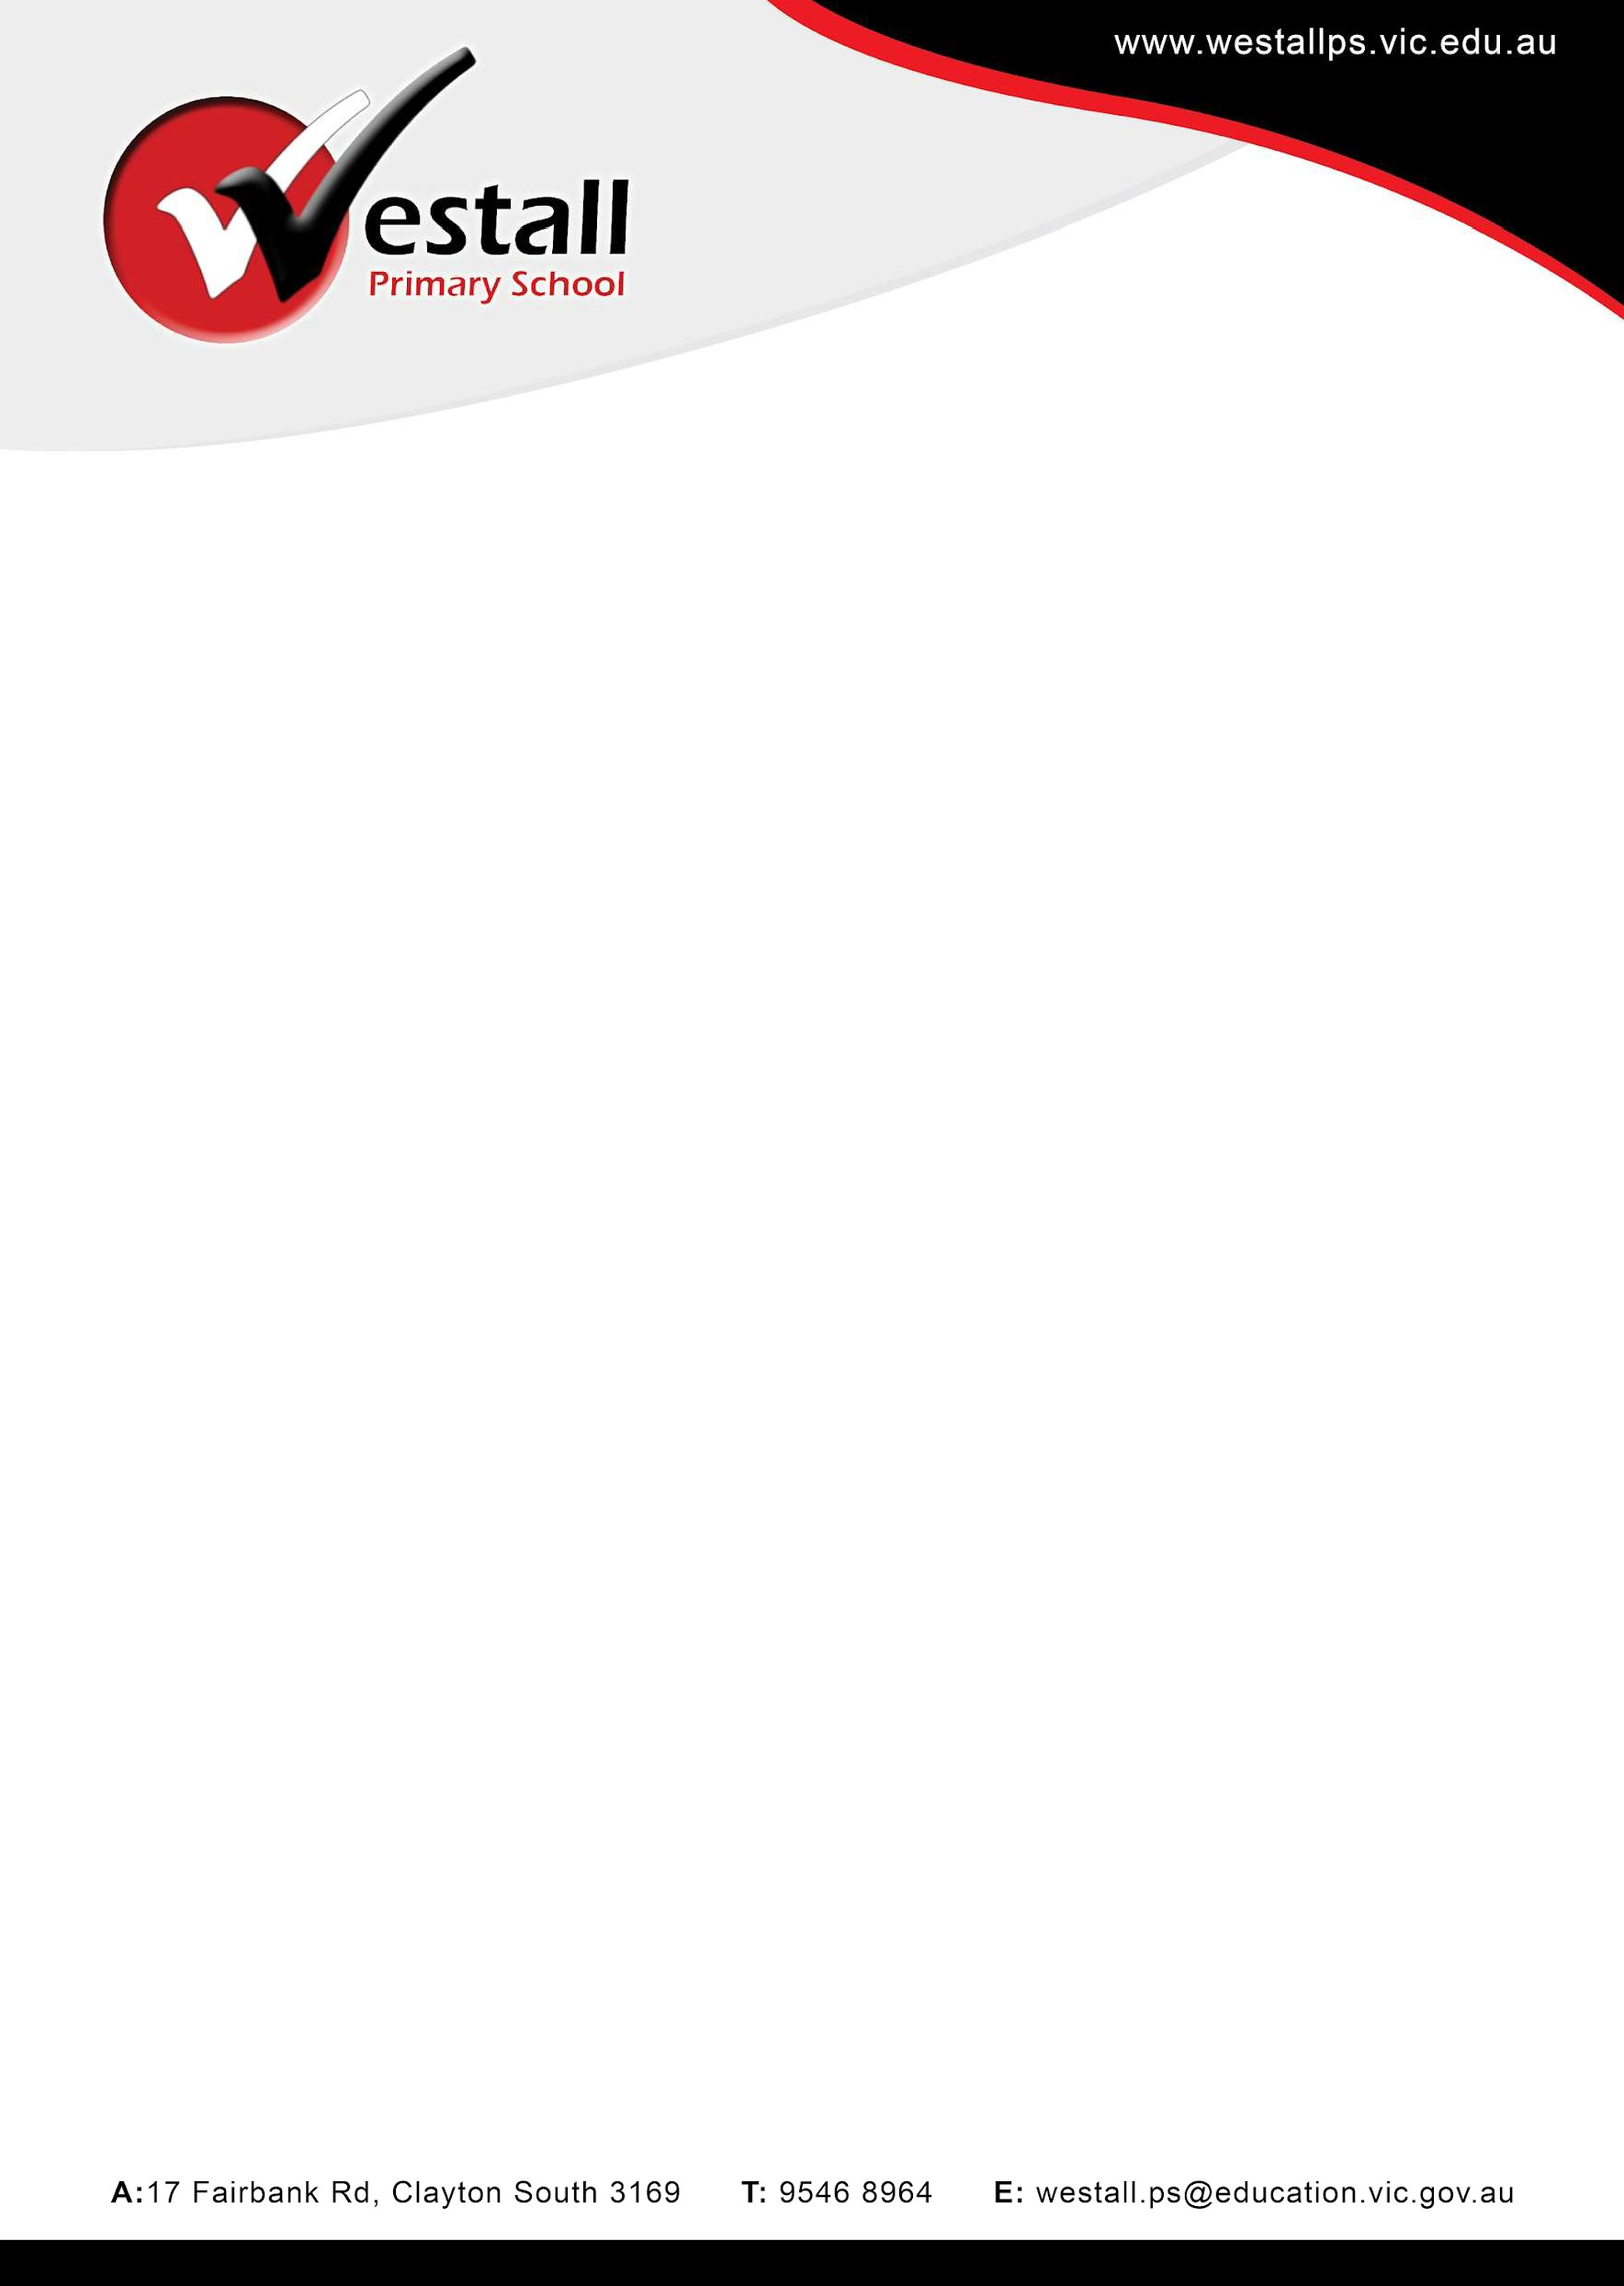 www.westallps.vic.edu.au
Westall
Primary School
A:17 Fairbank Rd, Clayton South 3169 T: 9546 8964 E: westall.ps@education.vic.gov.au